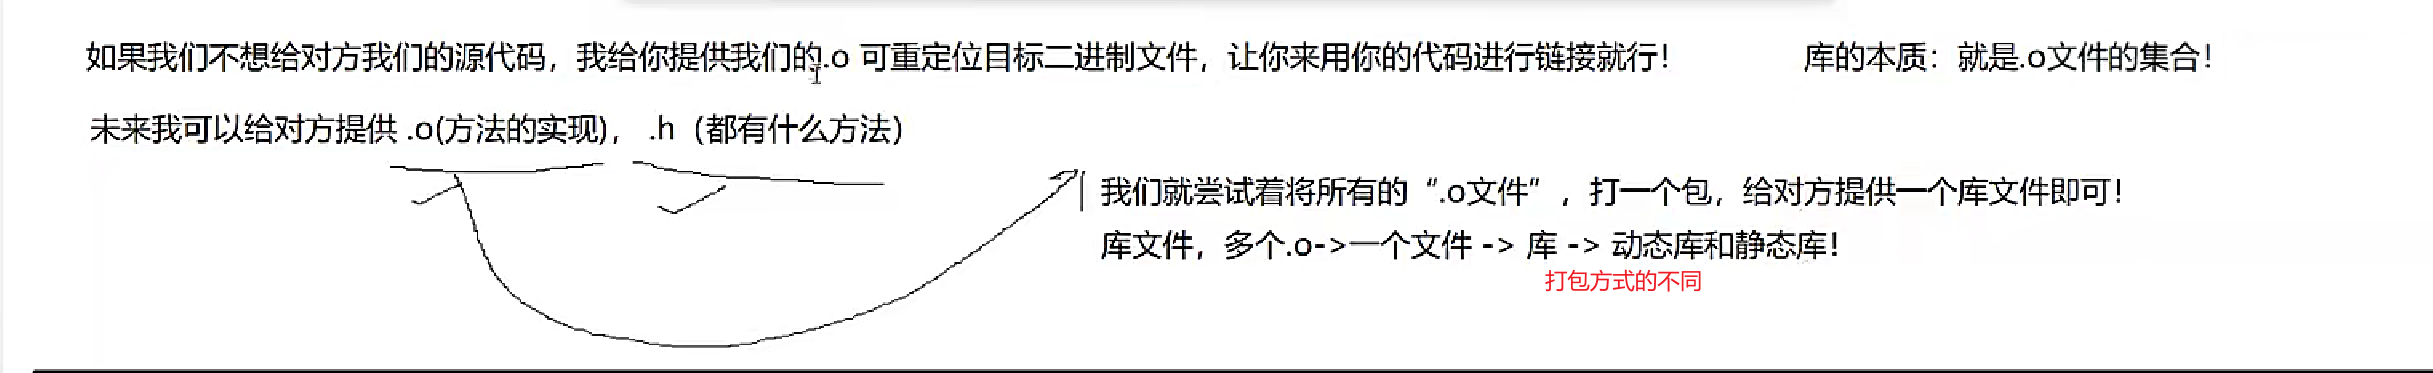 如果我们不想给对方我们的源代码，我给你提供我们的.o 可重定位目标二进制文件，让你来用你的代码进行链接就行！
库的本质：就是.o文件的集合！
未来我可以给对方提供 .o(方法的实现)， .h（都有什么方法）
我们就尝试着将所有的“.o文件”，打一个包，给对方提供一个库文件即可！
库文件，多个.o->一个文件 -> 库 -> 动态库和静态库！
打包方式的不同